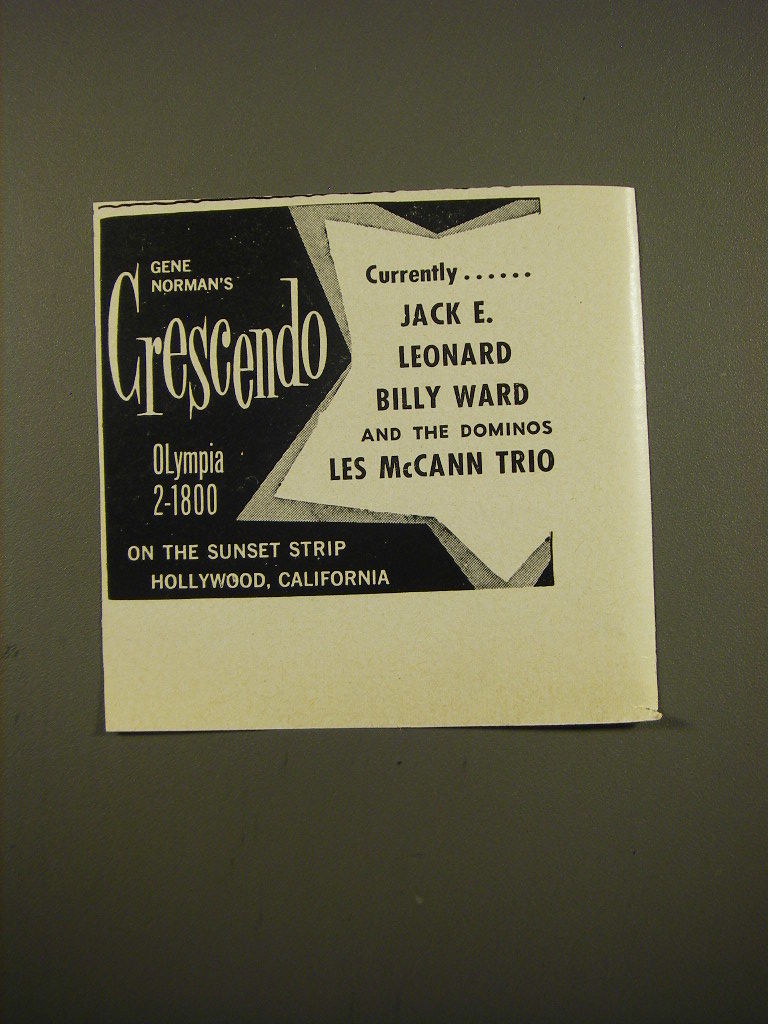 GENE
NORMAN'S
Crescendo
OLympia
2-1800
ON THE SUNSET STRIP
HOLLYWOOD, CALIFORNIA
Currently......
JACK E.
LEONARD
BILLY WARD
AND THE DOMINOS
LES McCANN TRIO